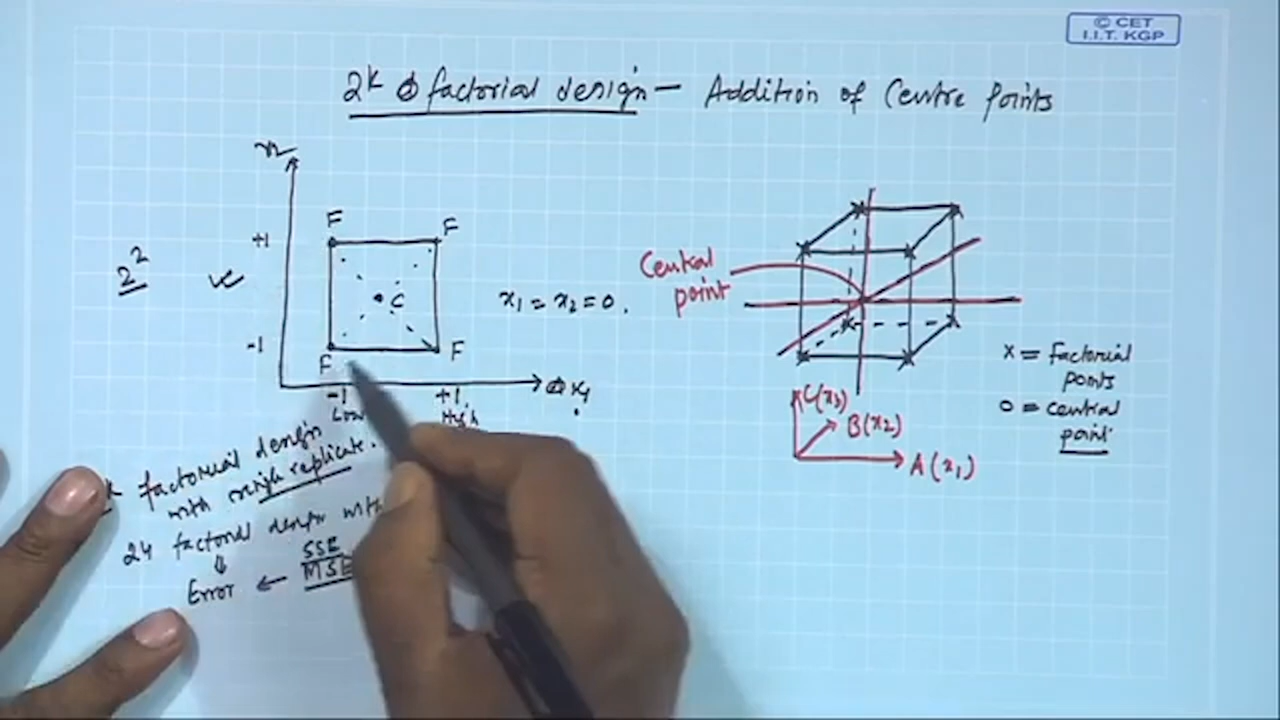 © CET
I.I.T. KGP
2K factorial design — Addition of Centre Points
x2
F F
+1
2²
C
x1 = x2 = 0.
-1
F F
-1 +1
Low High
x1
Central
point
x = Factorial
points
0 = central
point
C(x3)
B(x2)
A(x1)
K factorial design
with single replicate.
24 factorial design with
SSE
Error ← MSE